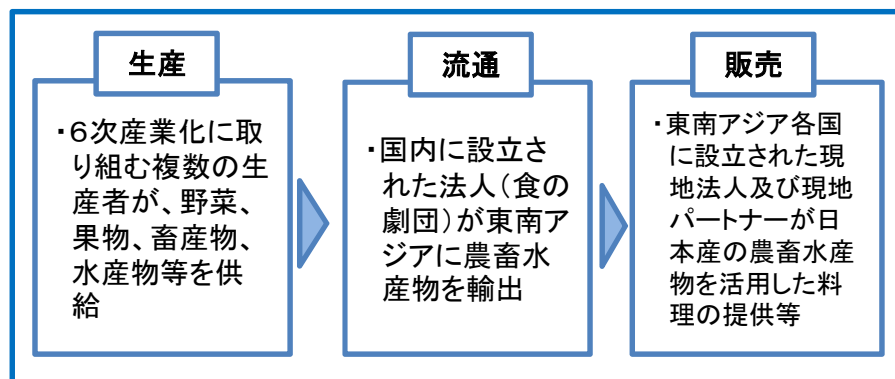 生産
・６次産業化に取
り組む複数の生
産者が、野菜、
果物、畜産物、
水産物等を供
給
流通
・国内に設立さ
れた法人（食の
劇団）が東南ア
ジアに農畜水
産物を輸出
販売
・東南アジア各国
に設立された現
地法人及び現地
パートナーが日
本産の農畜水産
物を活用した料
理の提供等